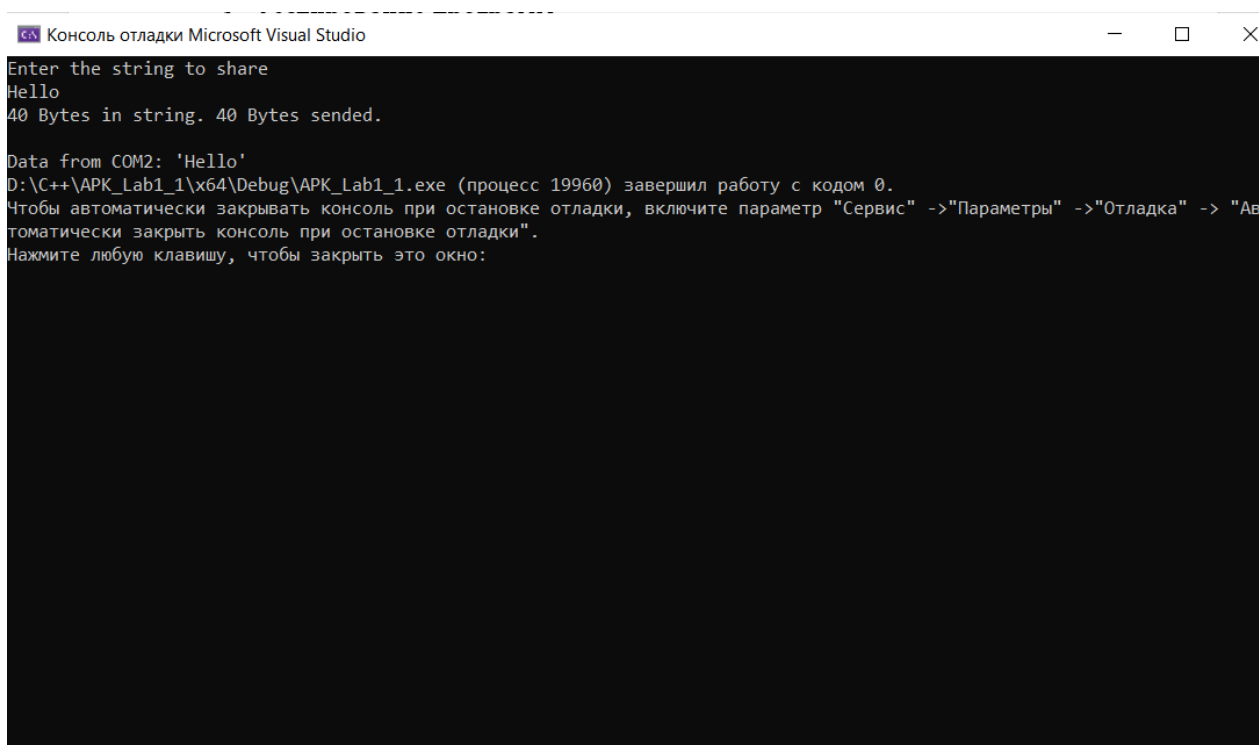 Консоль отладки Microsoft Visual Studio
Enter the string to share
Hello
40 Bytes in string. 40 Bytes sended.
Data from COM2: 'Hello'
D:\C++\APK_Lab1_1\x64\Debug\APK_Lab1_1.exe (процесс 19960) завершил работу с кодом 0.
Чтобы автоматически закрывать консоль при остановке отладки, включите параметр "Сервис" ->"Параметры" ->"Отладка" -> "Ав
томатически закрыть консоль при остановке отладки".
Нажмите любую клавишу, чтобы закрыть это окно: